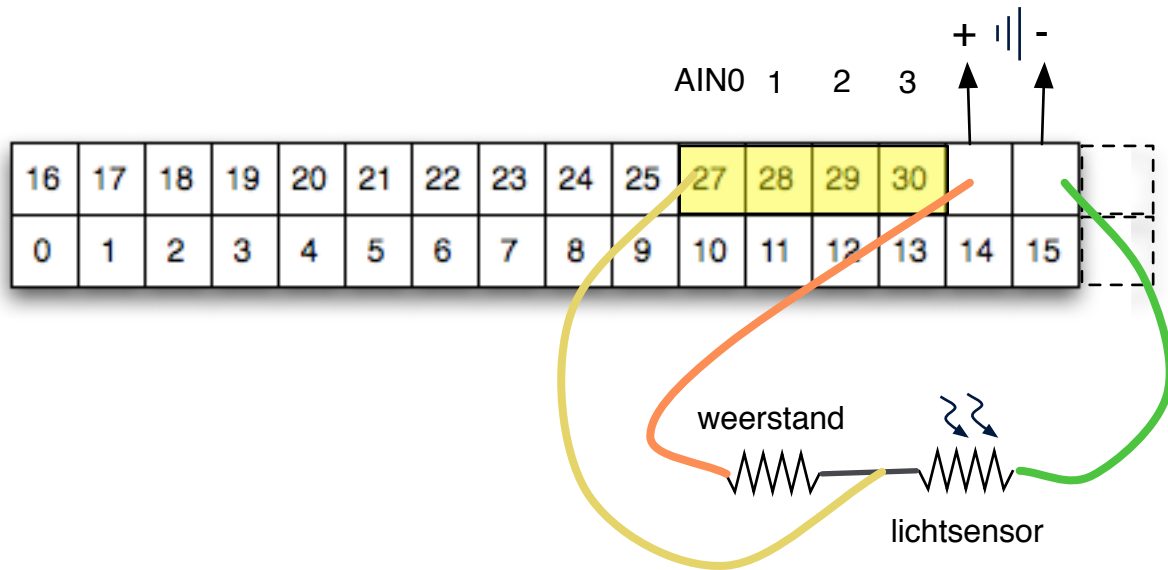 + -
AIN0 1 2 3
16 17 18 19 20 21 22 23 24 25 27 28 29 30
0 1 2 3 4 5 6 7 8 9 10 11 12 13 14 15
weerstand
lichtsensor